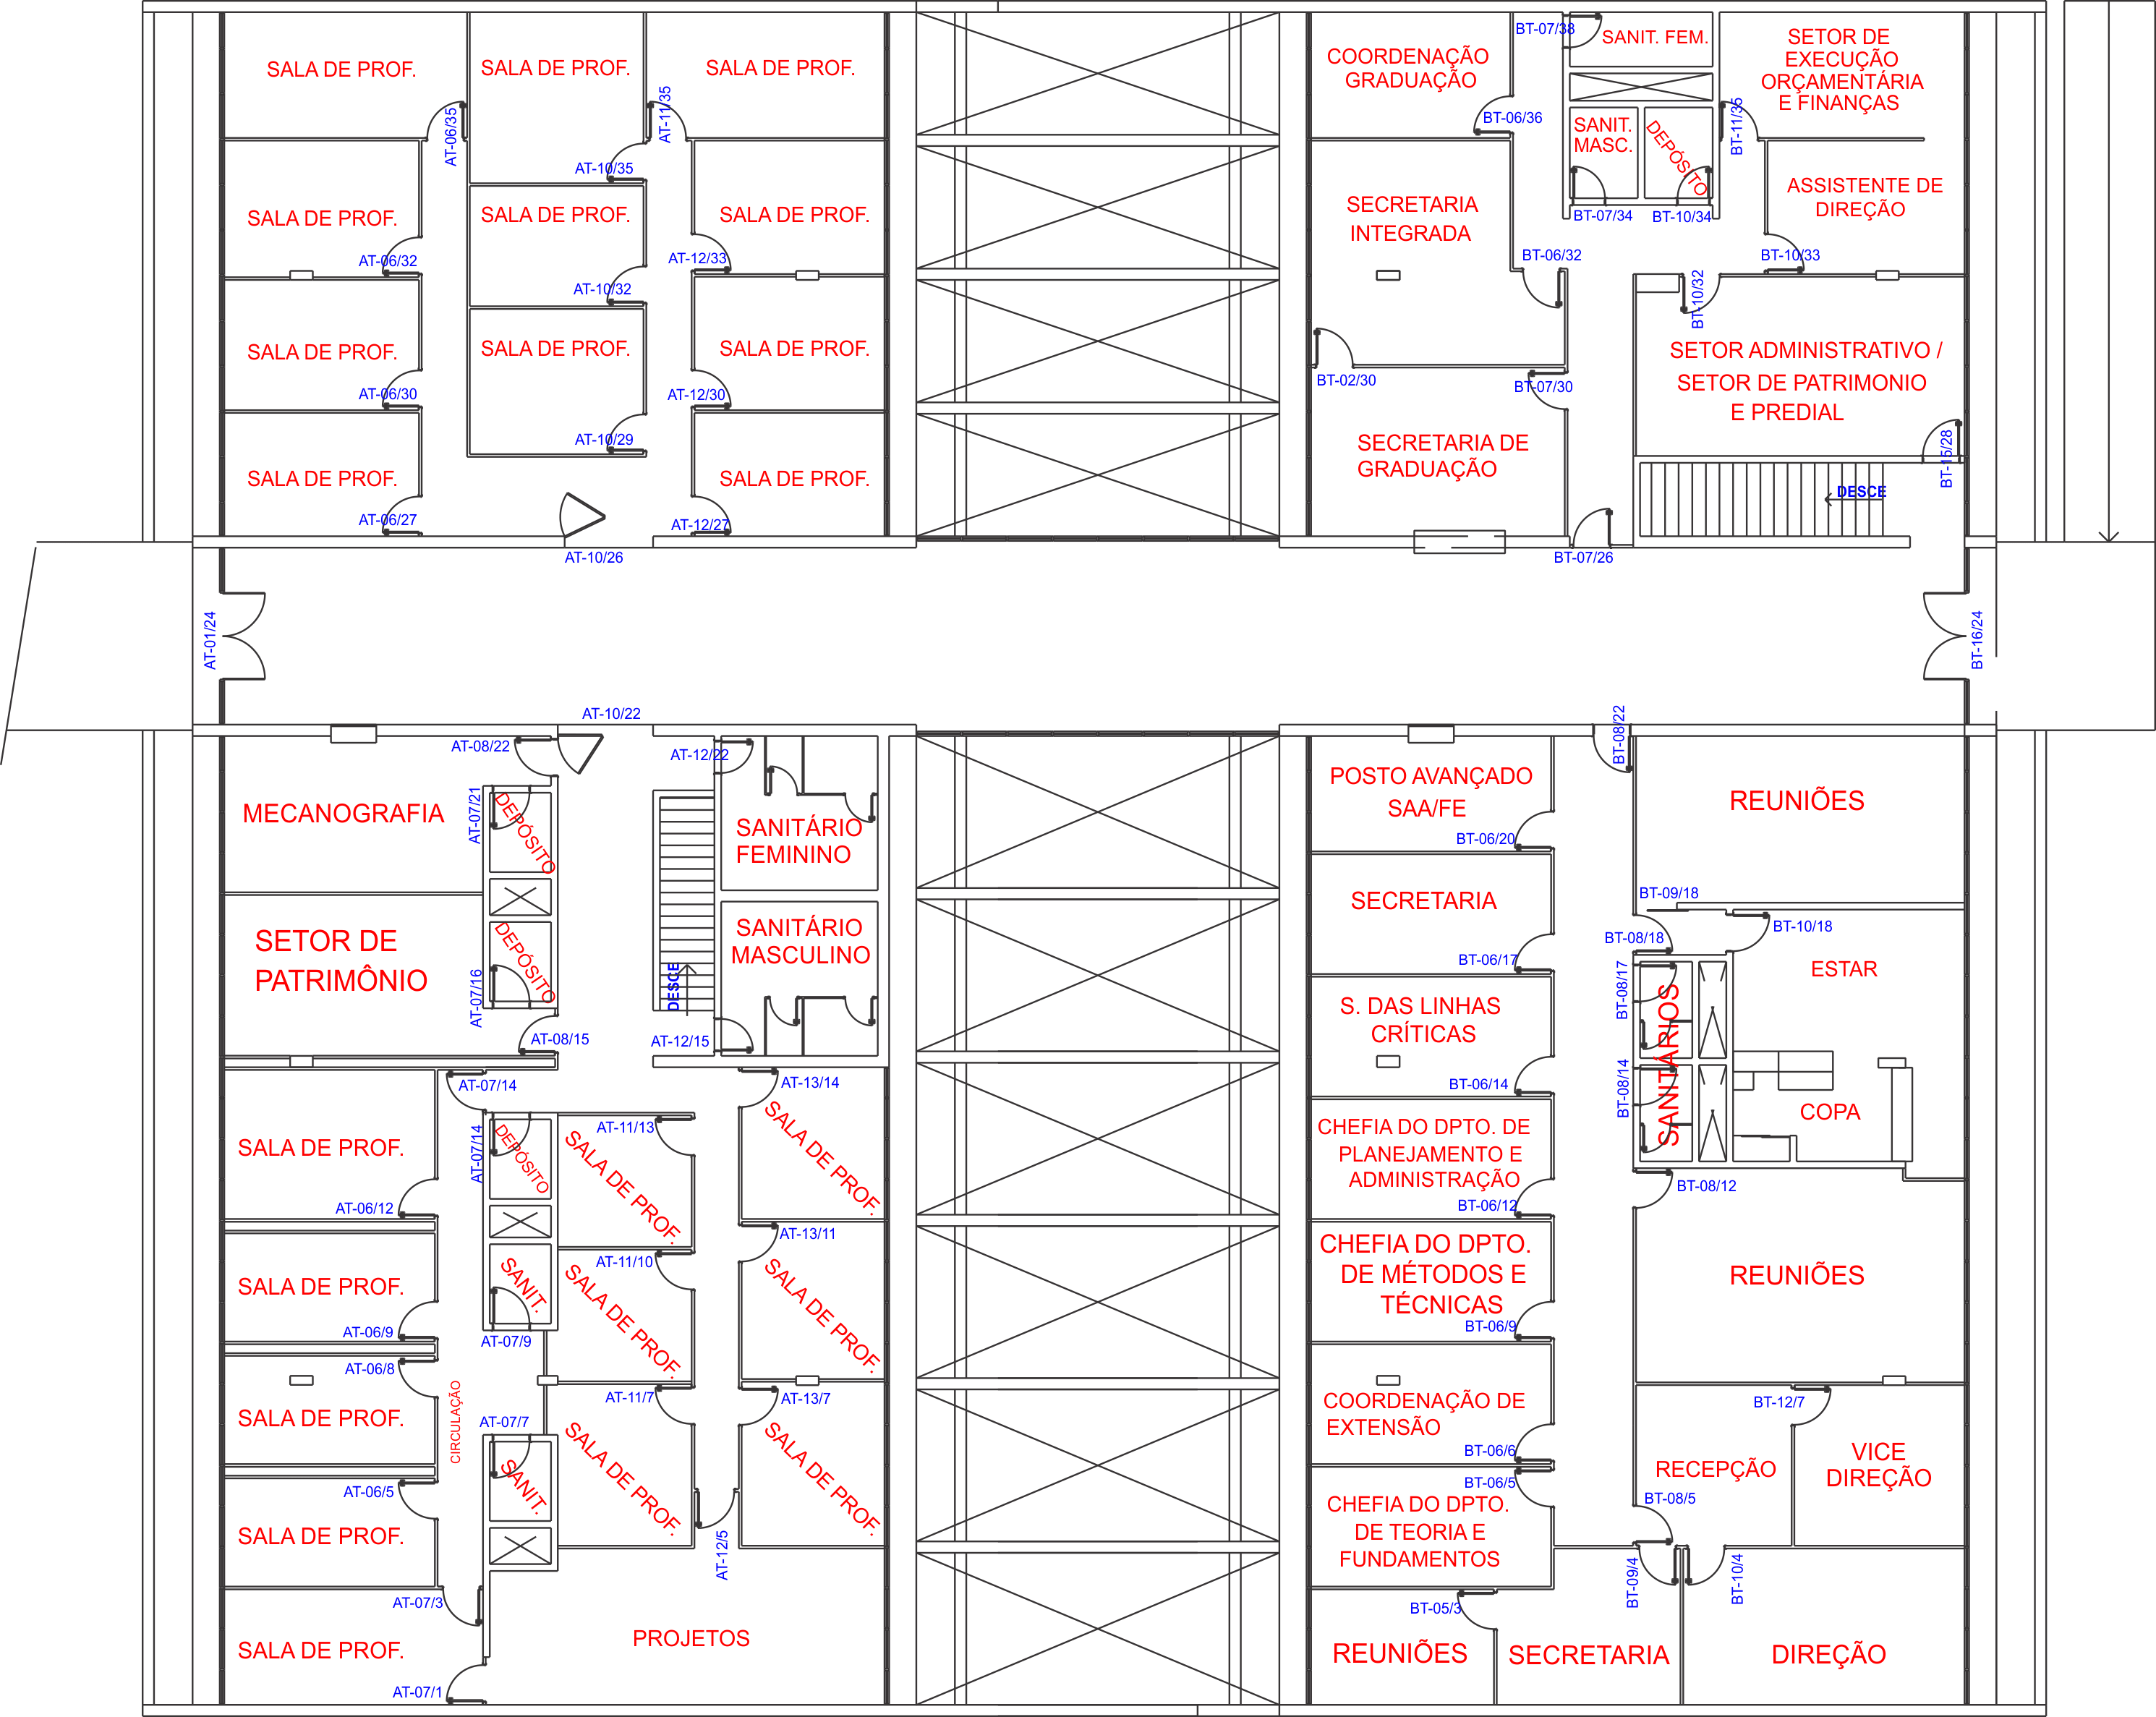 SALA DE PROF.
SALA DE PROF.
SALA DE PROF.
AT-06/35
AT-11/35
AT-10/35
SALA DE PROF.
SALA DE PROF.
SALA DE PROF.
AT-06/32
AT-12/33
AT-10/32
SALA DE PROF.
SALA DE PROF.
SALA DE PROF.
AT-06/30
AT-12/30
AT-10/29
SALA DE PROF.
SALA DE PROF.
AT-06/27
AT-12/27
AT-10/26
COORDENAÇÃO
GRADUAÇÃO
BT-07/38
SANIT. FEM.
SETOR DE
EXECUÇÃO
ORÇAMENTÁRIA
E FINANÇAS
BT-06/36
SANIT.
MASC.
DEPÓSITO
BT-11/35
SECRETARIA
INTEGRADA
BT-07/34
BT-10/34
ASSISTENTE DE
DIREÇÃO
BT-06/32
BT-10/33
BT-10/32
BT-02/30
BT-07/30
SETOR ADMINISTRATIVO /
SETOR DE PATRIMONIO
E PREDIAL
SECRETARIA DE
GRADUAÇÃO
BT-15/28
DESCE
BT-07/26
AT-01/24
BT-16/24
AT-10/22
AT-08/22
AT-12/22
MECANOGRAFIA
AT-07/21
DEPÓSITO
SANITÁRIO
FEMININO
SETOR DE
PATRIMÔNIO
AT-07/16
DEPÓSITO
DESCE
SANITÁRIO
MASCULINO
AT-08/15
AT-12/15
AT-07/14
AT-13/14
SALA DE PROF.
AT-07/14
DEPÓSITO
AT-11/13
SALA DE PROF.
SALA DE PROF.
AT-06/12
AT-13/11
SALA DE PROF.
SANIT.
AT-11/10
SALA DE PROF.
SALA DE PROF.
AT-06/9
AT-07/9
AT-06/8
CIRCULAÇÃO
AT-11/7
AT-13/7
SALA DE PROF.
AT-07/7
SALA DE PROF.
SALA DE PROF.
AT-06/5
SANIT.
SALA DE PROF.
AT-12/5
AT-07/3
SALA DE PROF.
PROJETOS
AT-07/1
BT-08/22
POSTO AVANÇADO
SAA/FE
REUNIÕES
BT-06/20
SECRETARIA
BT-09/18
BT-08/18
BT-10/18
BT-06/17
BT-08/17
ESTAR
S. DAS LINHAS
CRÍTICAS
SANITÁRIOS
BT-06/14
BT-08/14
COPA
CHEFIA DO DPTO. DE
PLANEJAMENTO E
ADMINISTRAÇÃO
BT-06/12
BT-08/12
CHEFIA DO DPTO.
DE MÉTODOS E
TÉCNICAS
BT-06/9
REUNIÕES
COORDENAÇÃO DE
EXTENSÃO
BT-06/6
BT-12/7
RECEPÇÃO
VICE
DIREÇÃO
BT-06/5
BT-08/5
CHEFIA DO DPTO.
DE TEORIA E
FUNDAMENTOS
BT-09/4
BT-10/4
BT-05/3
REUNIÕES
SECRETARIA
DIREÇÃO